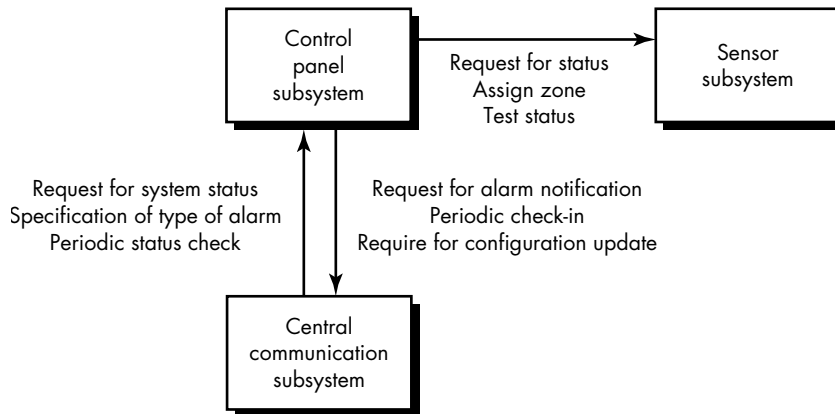 Control
panel
subsystem
Request for status
Assign zone
Test status
Sensor
subsystem
Request for system status
Specification of type of alarm
Periodic status check
Request for alarm notification
Periodic check-in
Require for configuration update
Central
communication
subsystem